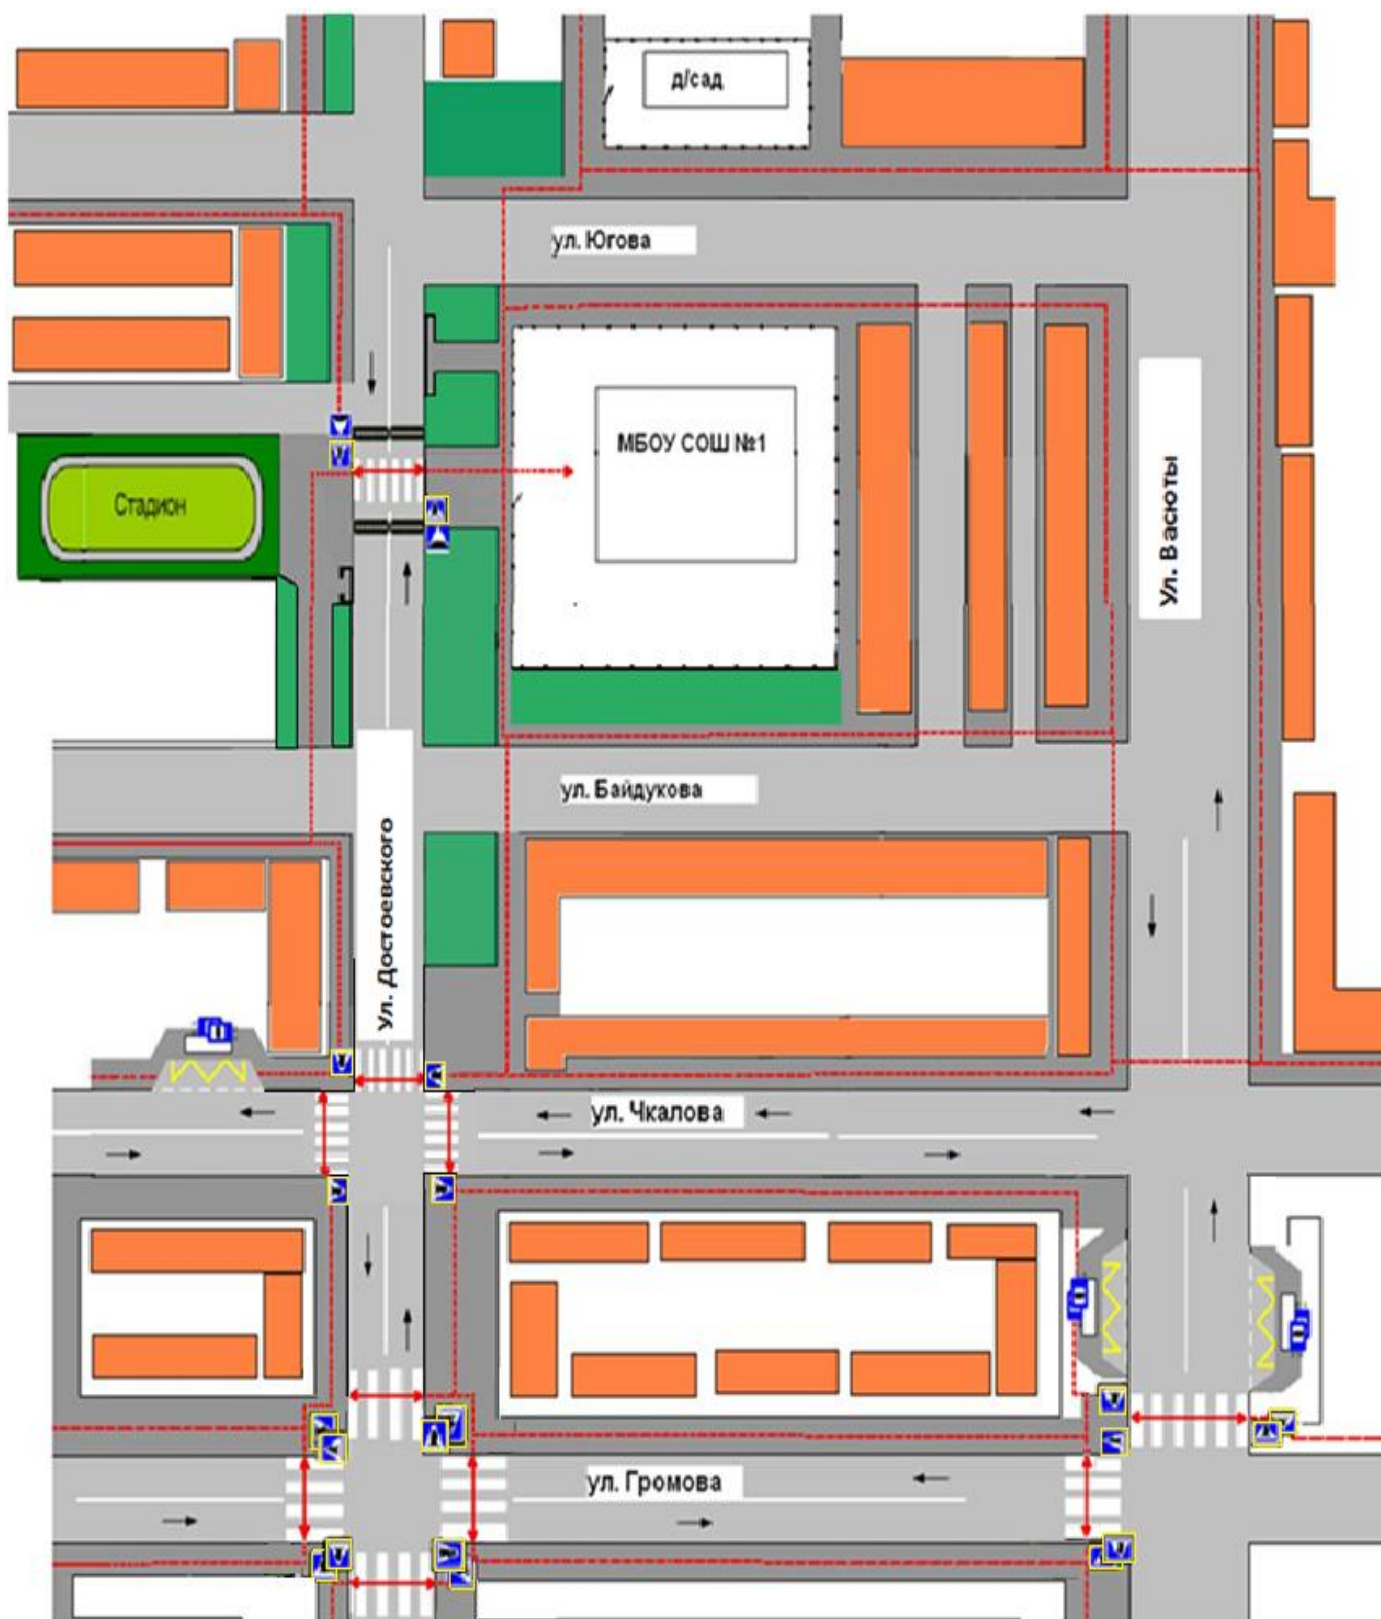 д/сад
ул. Югова
МБОУ СОШ №1
Стадион
Ул. Васюты
ул. Байдукова
Ул. Достоевского
ул. Чкалова
ул. Громова